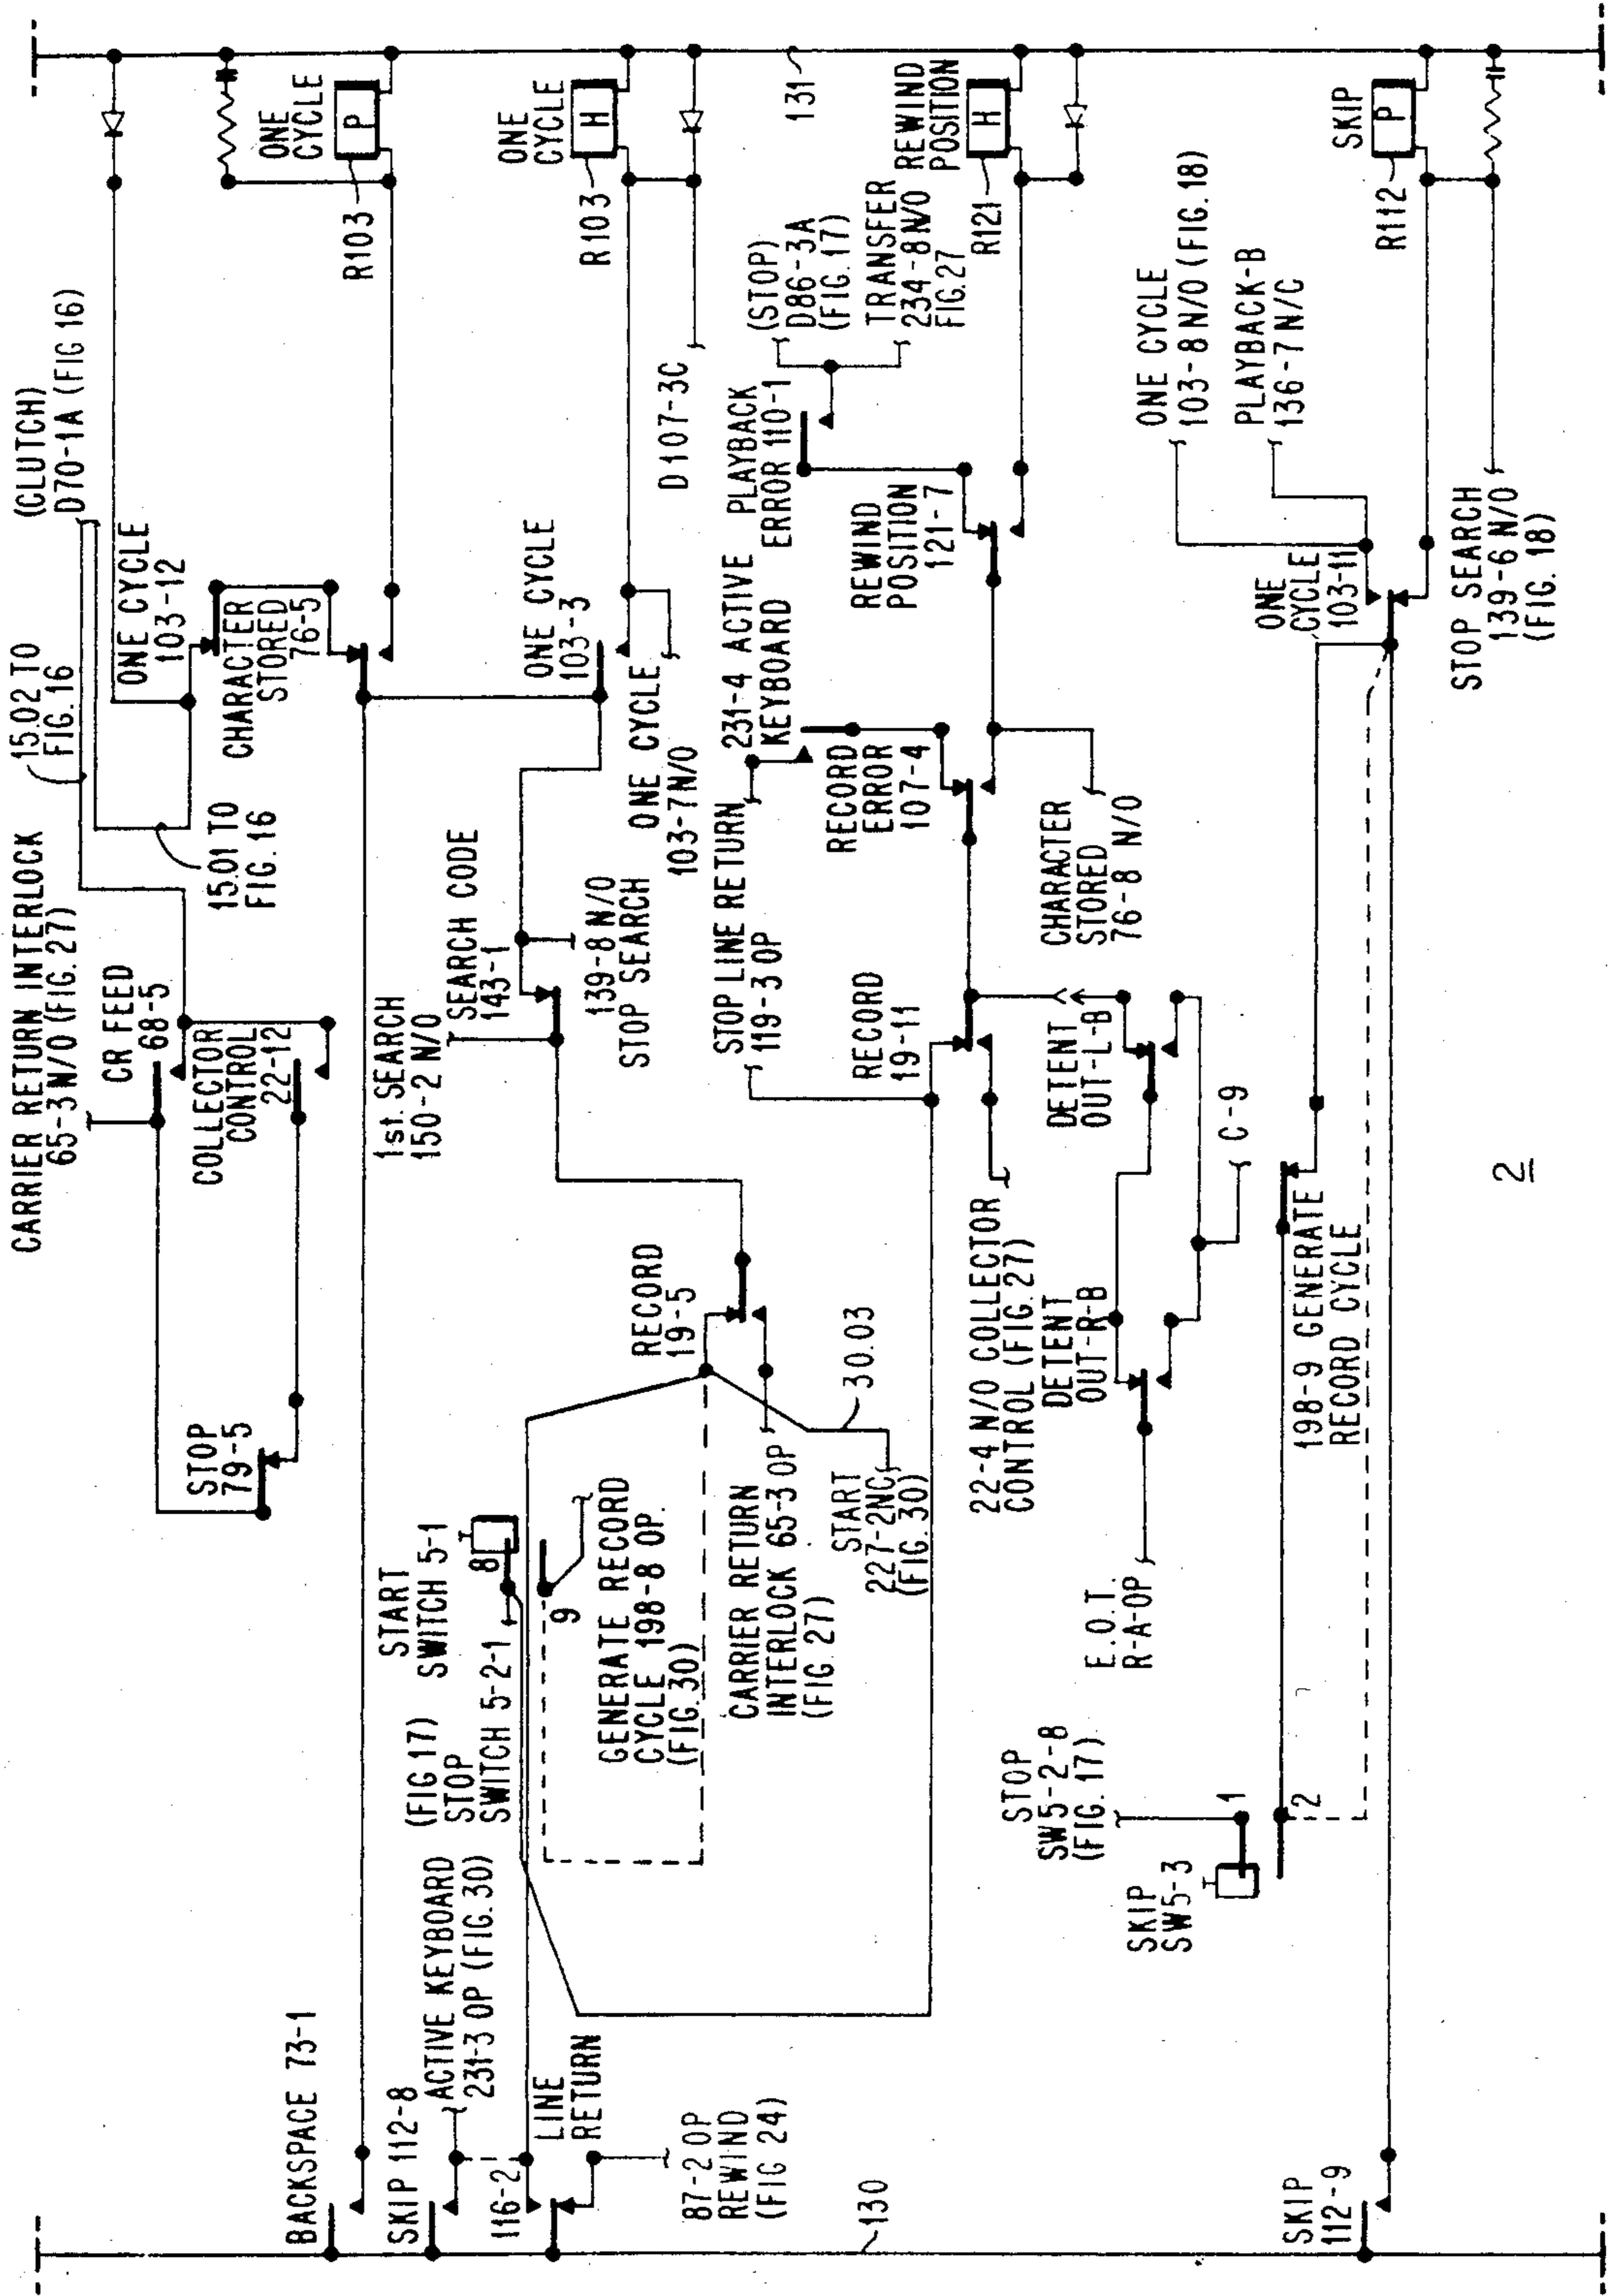 CARRIER RETURN INTERLOCK
65-3 N/O (FIG. 27)
CR FEED
68-5
COLLECTOR
CONTROL
22-12
STOP
79-5
15.02 TO
FIG. 16
15.01 TO
FIG. 16
(CLUTCH)
D70-1A (FIG 16)
ONE CYCLE
103-12
CHARACTER
STORED
76-5
ONE
CYCLE
P
R103
BACKSPACE 73-1
SKIP 112-8
ACTIVE KEYBOARD
231-3 OP (FIG. 30)
116-2
LINE
RETURN
87-2 OP
REWIND
(FIG 24)
130
(FIG 17)
STOP
SWITCH 5-2-1
START
SWITCH 5-1
8
9
GENERATE RECORD
CYCLE 198-8 OP.
(FIG. 30)
RECORD
19-5
CARRIER RETURN
INTERLOCK 65-3 OP
(FIG. 27)
START
227-2NC
(FIG. 30)
30.03
1st. SEARCH
150-2 N/O
SEARCH CODE
143-1
139-8 N/O
STOP SEARCH
ONE CYCLE
103-3
ONE CYCLE
103-7N/O
ONE
CYCLE
H
R103
D107-3C
STOP LINE RETURN
119-3 OP
231-4 ACTIVE
KEYBOARD
PLAYBACK
ERROR 110-1
(STOP)
D86-3A
(FIG. 17)
TRANSFER
234-8N/O
FIG.27
131
REWIND
POSITION
H
R121
REWIND
POSITION
121-7
RECORD
ERROR
107-4
RECORD
19-11
CHARACTER
STORED
76-8 N/O
22-4 N/O COLLECTOR
CONTROL (FIG. 27)
DETENT
OUT-L-B
DETENT
OUT-R-B
C-9
E.O.T.
R-A-OP
STOP
SW5-2-8
(FIG. 17)
SKIP
SW5-3
1
2
198-9 GENERATE
RECORD CYCLE
ONE CYCLE
103-8 N/O (FIG. 18)
PLAYBACK-B
136-7 N/C
ONE
CYCLE
103-11
SKIP
P
R112
STOP SEARCH
139-6 N/O
(FIG. 18)
SKIP
112-9
2